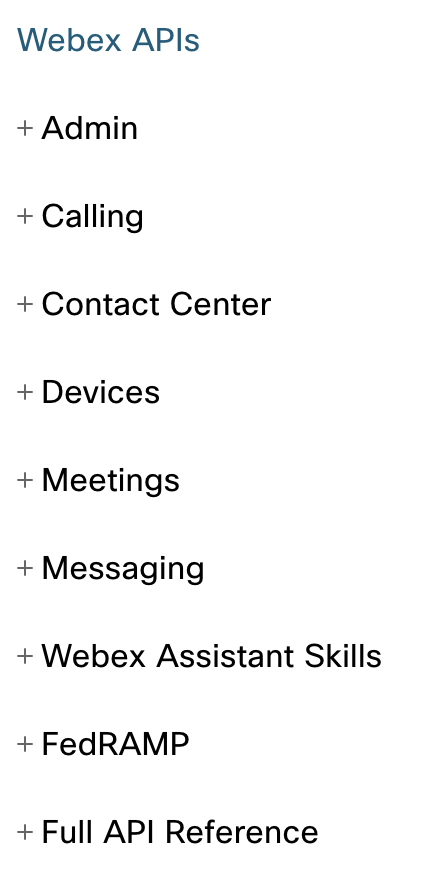 Webex APIs
+ Admin
+ Calling
+ Contact Center
+ Devices
+ Meetings
+ Messaging
+ Webex Assistant Skills
+ FedRAMP
+ Full API Reference